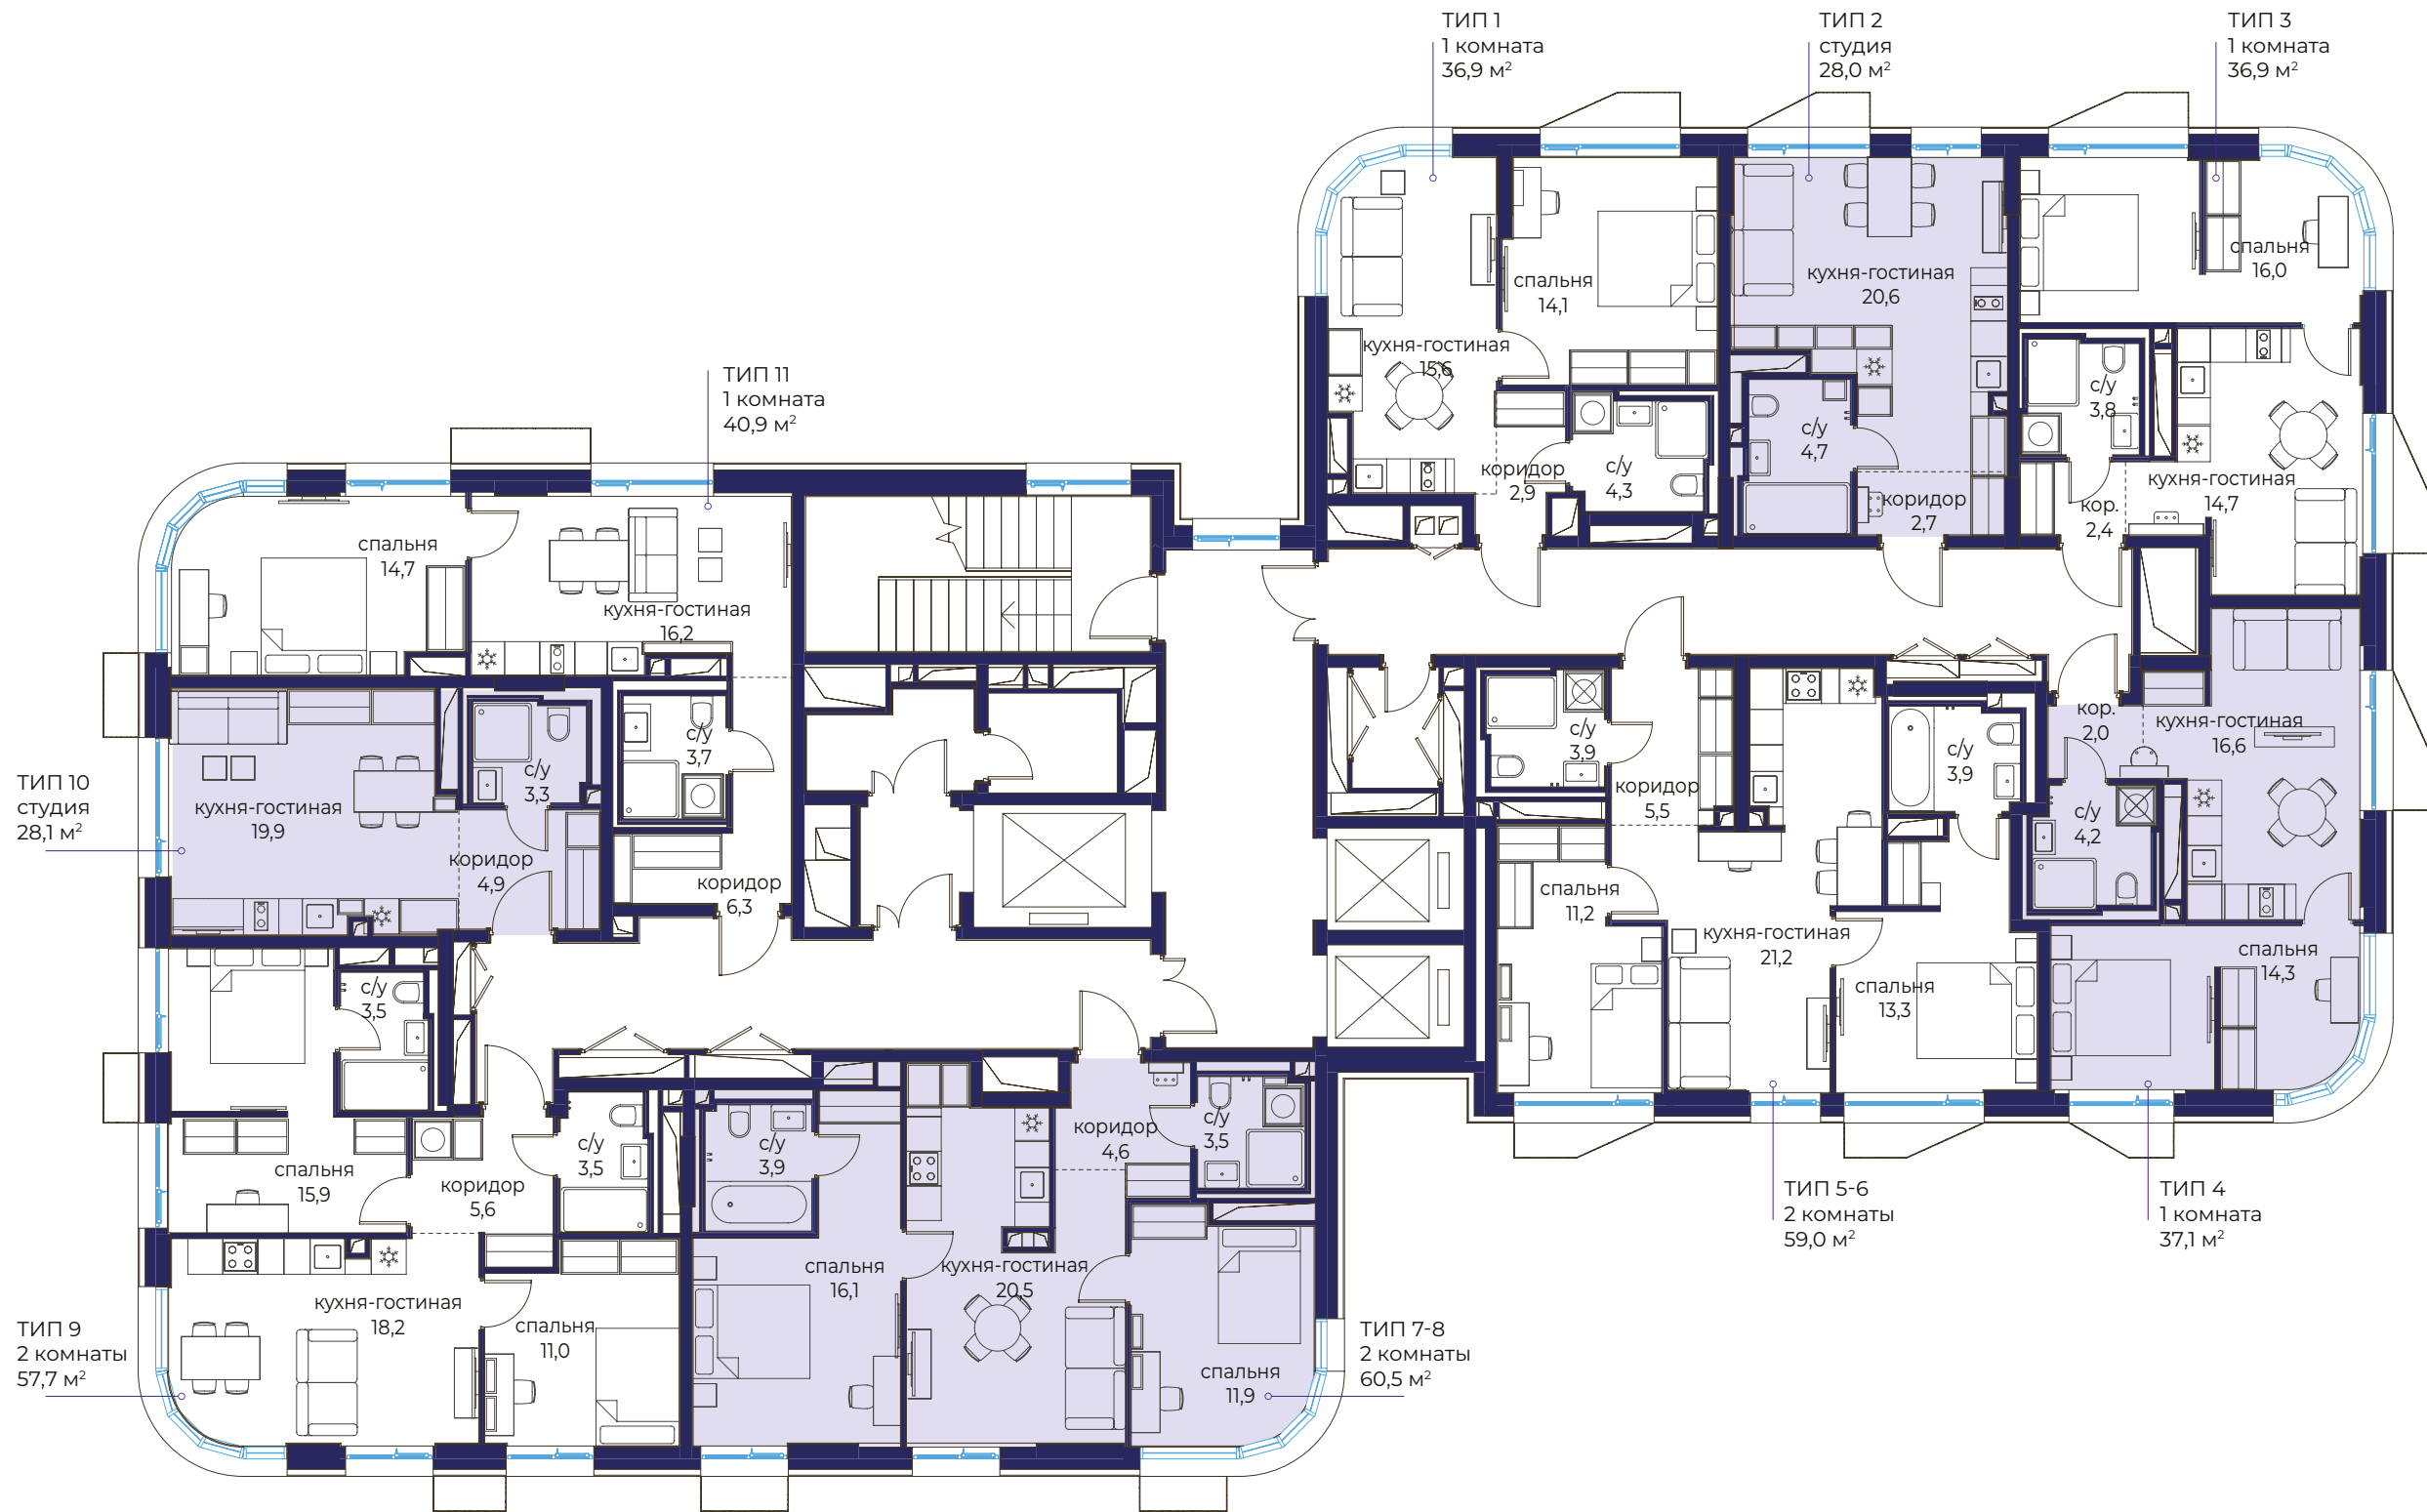 ТИП 1
1 комната
36,9 м²
ТИП 2
студия
28,0 м²
ТИП 3
1 комната
36,9 м²
кухня-гостиная
15,6
спальня
14,1
коридор
2,9
с/у
4,3
кухня-гостиная
20,6
с/у
4,7
коридор
2,7
спальня
16,0
с/у
3,8
кухня-гостиная
14,7
кор.
2,4
ТИП 11
1 комната
40,9 м²
спальня
14,7
кухня-гостиная
16,2
с/у
3,7
коридор
6,3
ТИП 10
студия
28,1 м²
кухня-гостиная
19,9
с/у
3,3
коридор
4,9
с/у
3,9
коридор
5,5
спальня
11,2
кухня-гостиная
21,2
с/у
3,9
спальня
13,3
кор.
2,0
кухня-гостиная
16,6
с/у
4,2
спальня
14,3
ТИП 5-6
2 комнаты
59,0 м²
ТИП 4
1 комната
37,1 м²
с/у
3,5
спальня
15,9
коридор
5,6
с/у
3,5
кухня-гостиная
18,2
спальня
11,0
ТИП 9
2 комнаты
57,7 м²
с/у
3,9
спальня
16,1
кухня-гостиная
20,5
коридор
4,6
с/у
3,5
спальня
11,9
ТИП 7-8
2 комнаты
60,5 м²